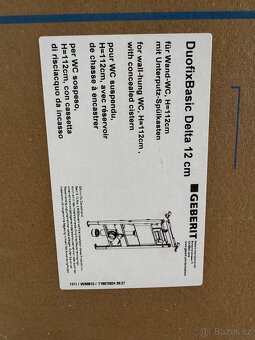 GEBERIT
DuofixBasic Delta 12 cm
für Wand-WC, H=112cm
mit Unterputz-Spülkasten
for wall-hung WC H=112cm,
with concealed cistern
pour WC suspendu,
H=112cm, avec réservoir
de chasse à encastrer
per WC sospeso,
H=112cm, con cassetta
di risciacquo da incasso